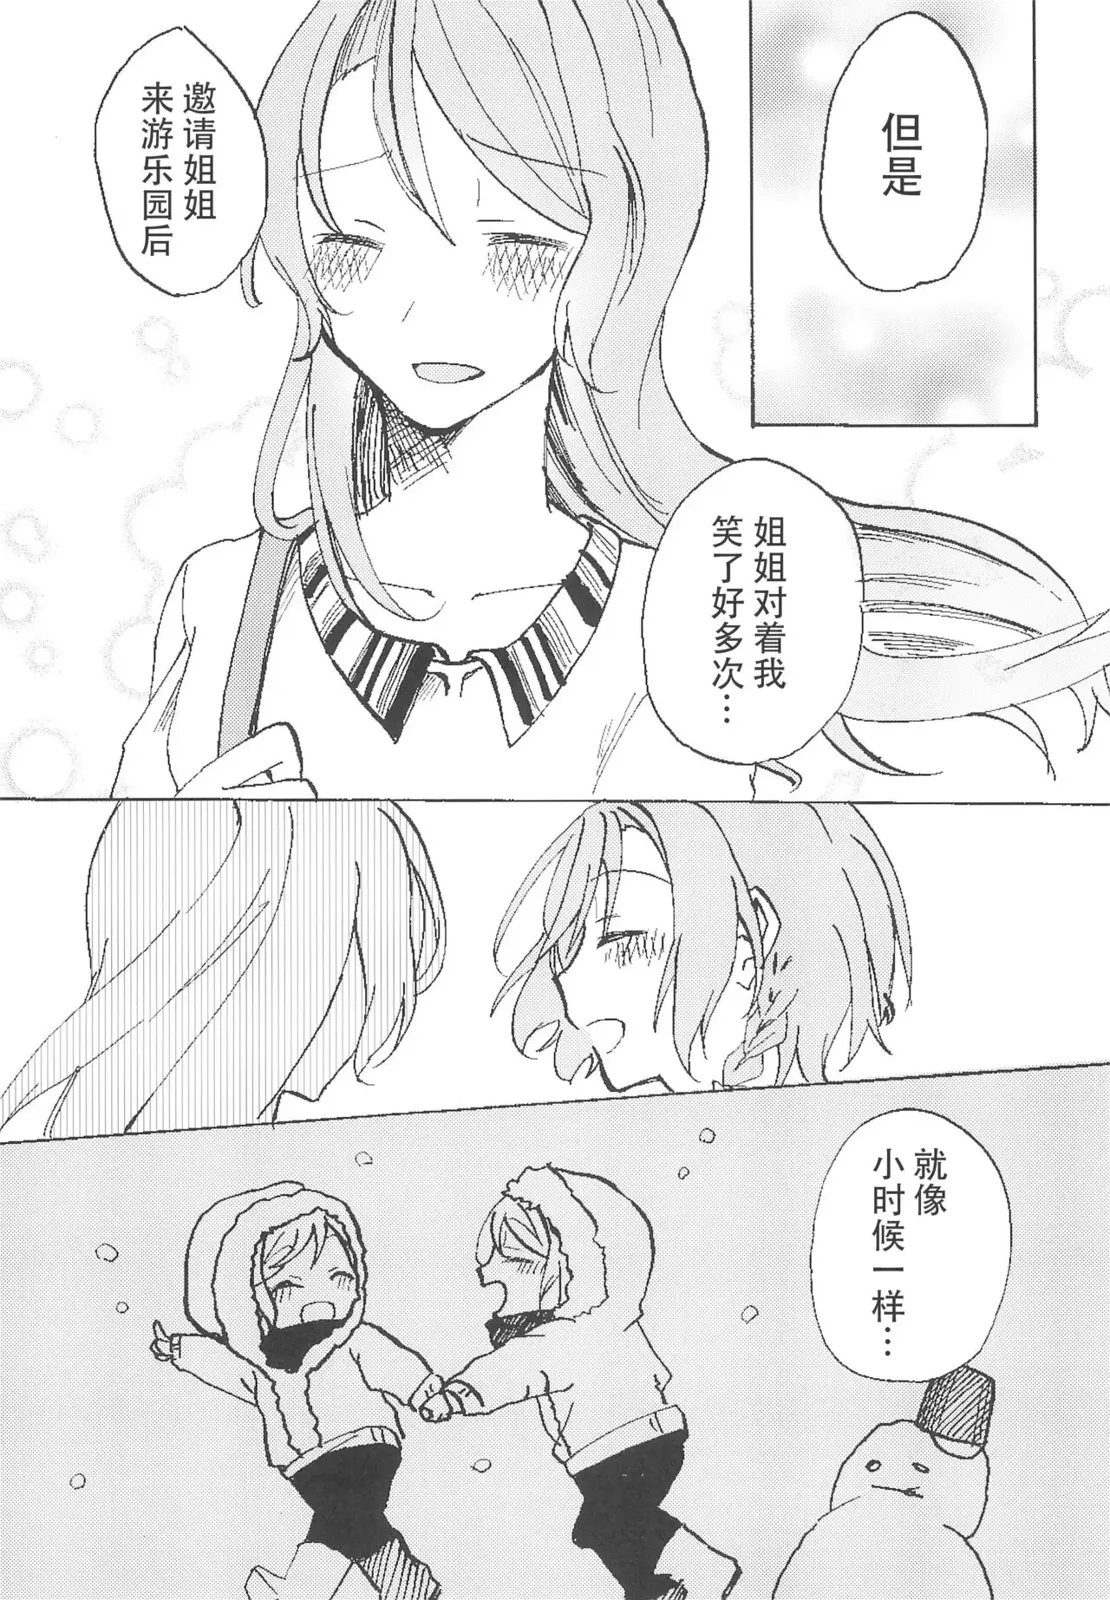 但是
邀请姐姐
来游乐园后
姐姐对着我
笑了好多次…
就像
小时候一样…